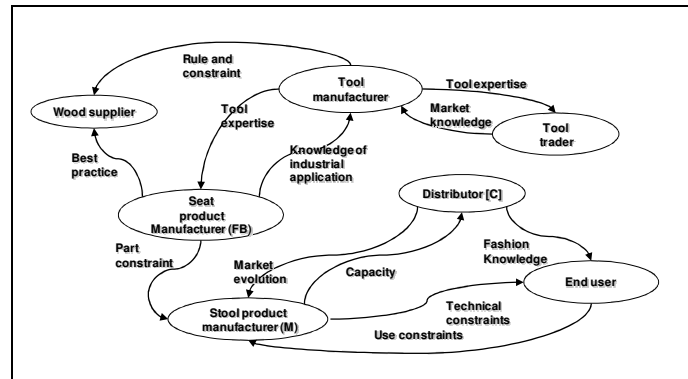 Rule and
constraint
Tool
manufacturer
Tool expertise
Wood supplier
Tool
expertise
Market
knowledge
Tool
trader
Best
practice
Knowledge of
industrial
application
Seat
product
Manufacturer (FB)
Distributor [C]
Part
constraint
Market
evolution
Capacity
Fashion
Knowledge
End user
Stool product
manufacturer (M)
Technical
constraints
Use constraints